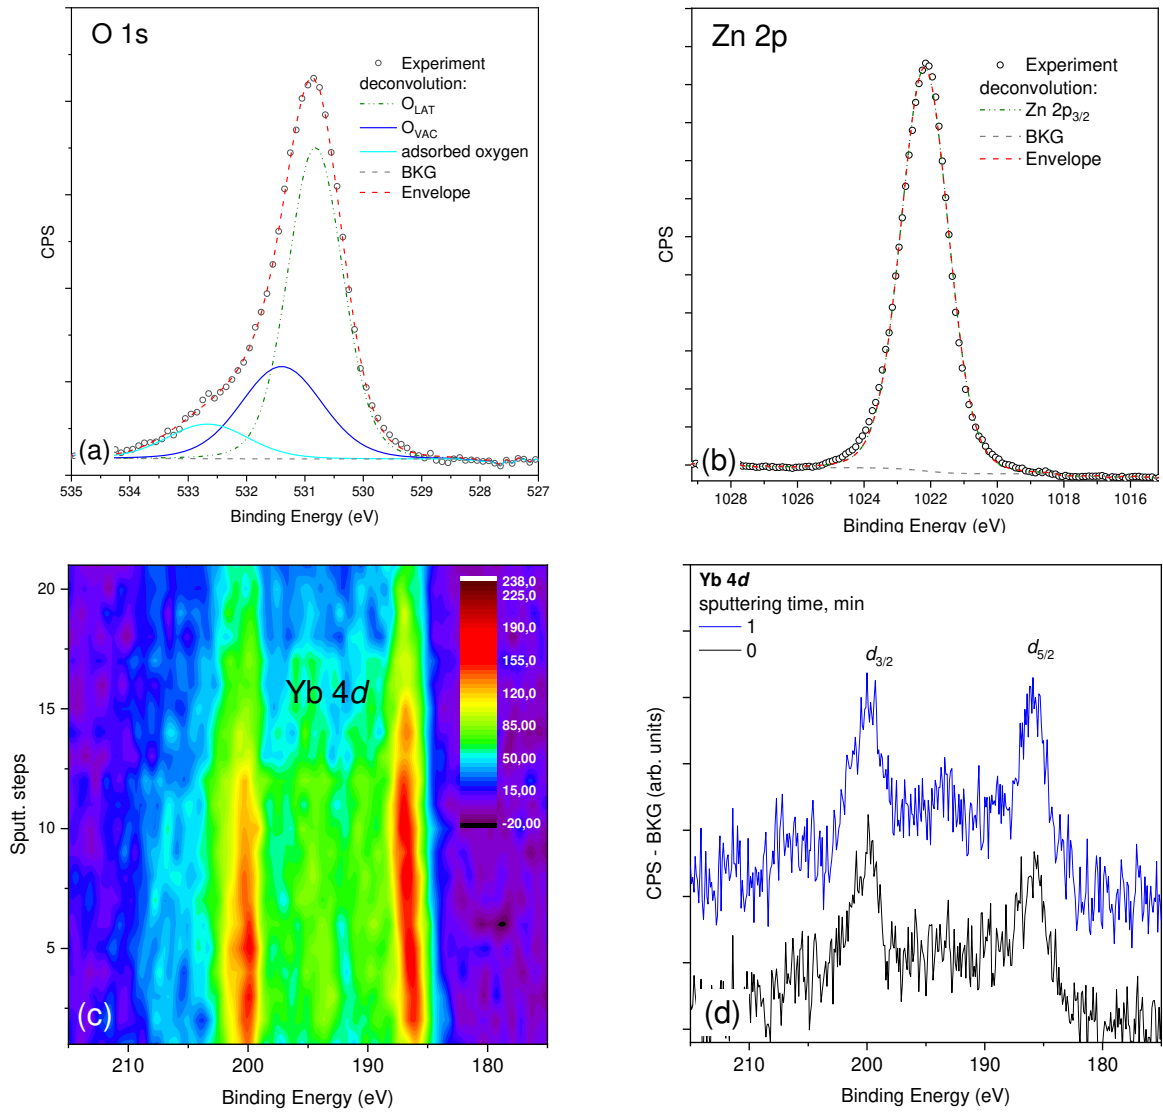 O 1s
Experiment
deconvolution:
O_LAT
O_VAC
adsorbed oxygen
BKG
Envelope
CPS
(a)
535 534 533 532 531 530 529 528 527
Binding Energy (eV)
Zn 2p
Experiment
deconvolution:
Zn 2p_3/2
BKG
Envelope
CPS
(b)
1028 1026 1024 1022 1020 1018 1016
Binding Energy (eV)
20
15
10
5
Sputt. steps
Yb 4d
238,0
225,0
190,0
155,0
120,0
85,00
50,00
15,00
-20,00
(c)
210 200 190 180
Binding Energy (eV)
Yb 4d
sputtering time, min
1
0
d_3/2
d_5/2
CPS - BKG (arb. units)
(d)
210 200 190 180
Binding Energy (eV)